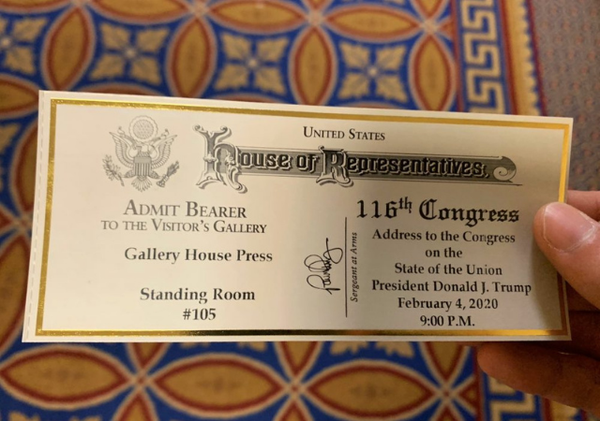 United States
House of Representatives.
Admit Bearer
to the Visitor's Gallery
Gallery House Press
Standing Room
#105
Sergeant at Arms
116th Congress
Address to the Congress
on the
State of the Union
President Donald J. Trump
February 4, 2020
9:00 P.M.